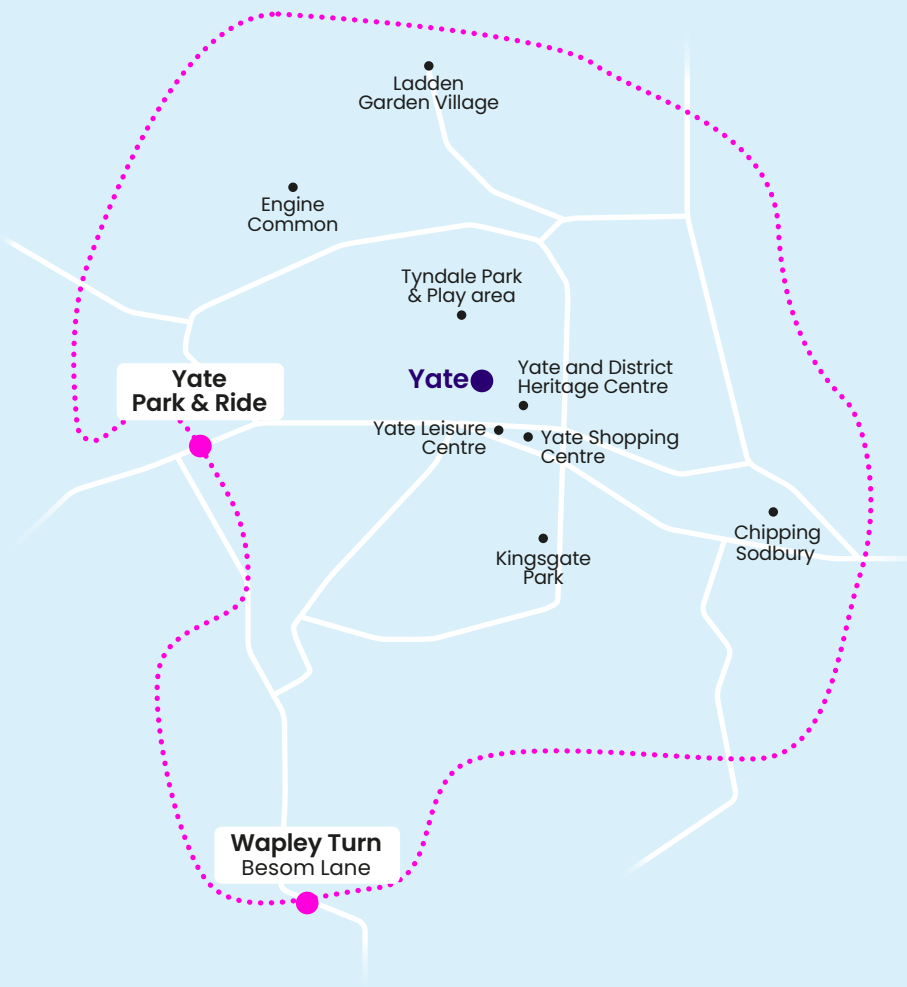 Ladden
Garden Village
Engine
Common
Tyndale Park
& Play area
Yate
Park & Ride
Yate
Yate and District
Heritage Centre
Yate Leisure
Centre
Yate Shopping
Centre
Chipping
Sodbury
Kingsgate
Park
Wapley Turn
Besom Lane